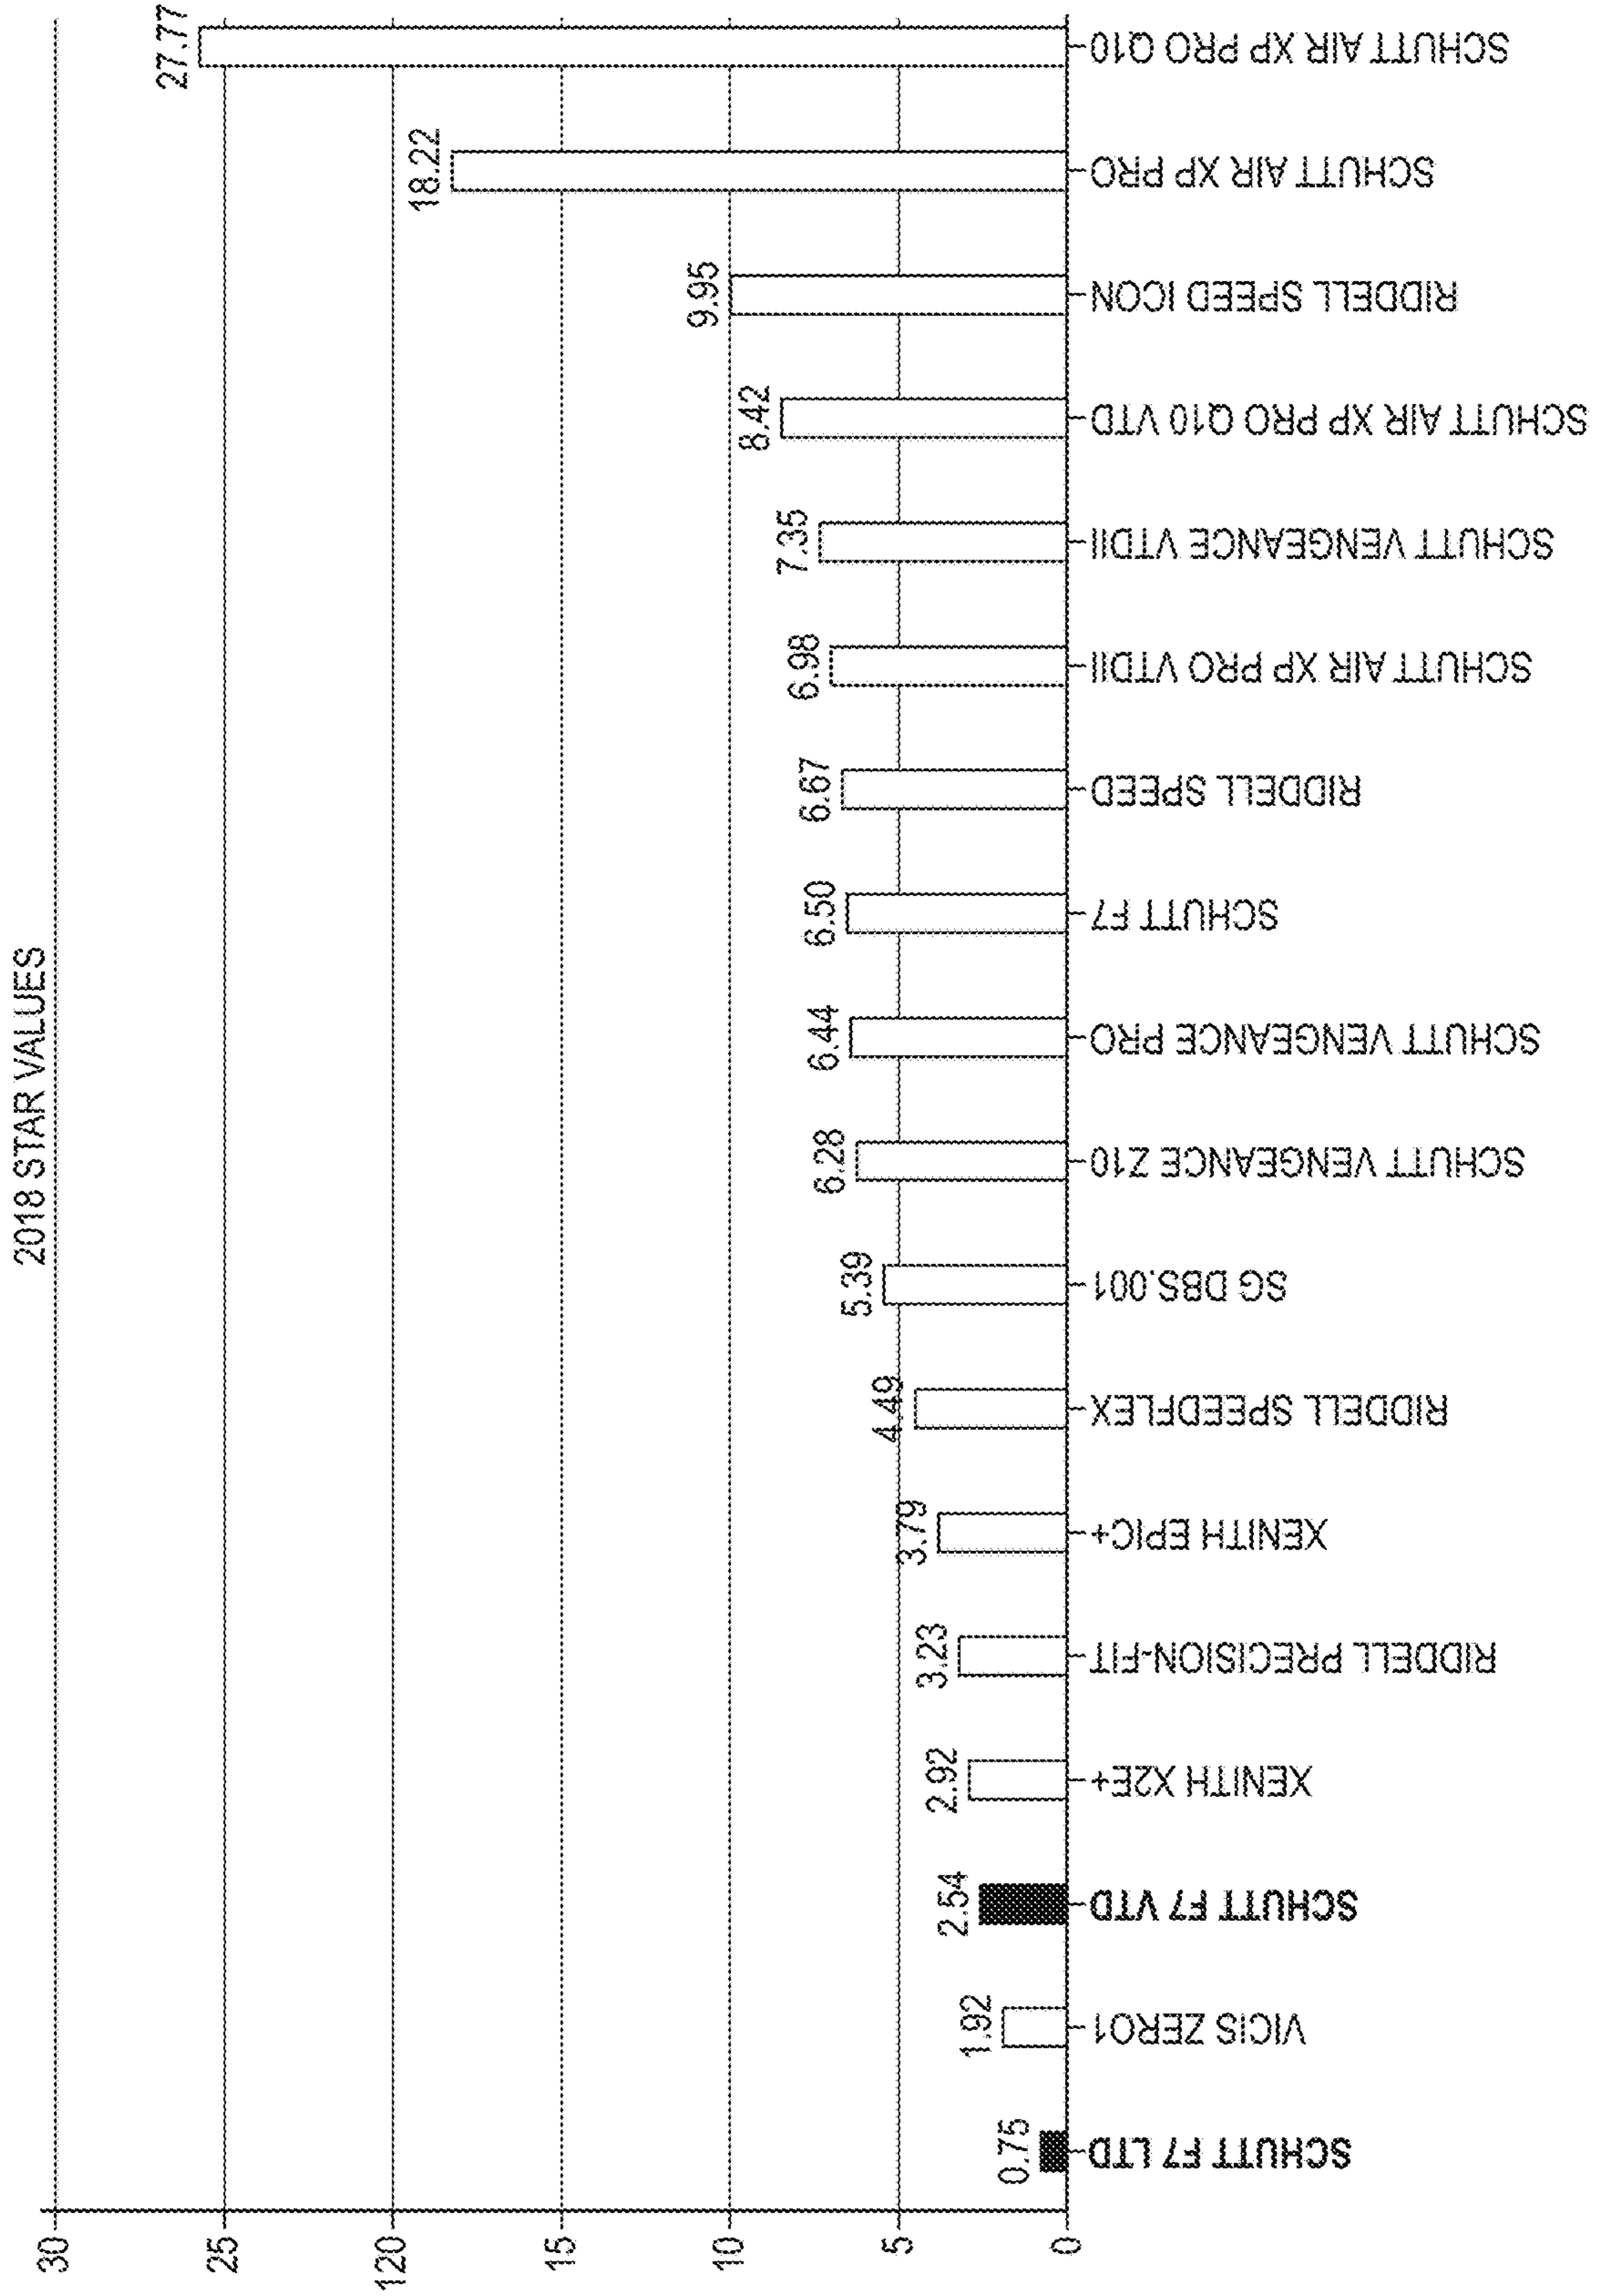 2018 STAR VALUES
30
25
120
15
10
5
0
0.75
1.92
2.54
2.92
3.23
3.79
4.49
5.39
6.28
6.44
6.50
6.67
6.98
7.35
8.42
9.95
18.22
27.77
SCHUTT F7 LTD
VICIS ZERO1
SCHUTT F7 VTD
XENITH X2E+
RIDDELL PRECISION-FIT
XENITH EPIC+
RIDDELL SPEEDFLEX
SG DBS.001
SCHUTT VENGEANCE Z10
SCHUTT VENGEANCE PRO
SCHUTT F7
RIDDELL SPEED
SCHUTT AIR XP PRO VTDII
SCHUTT VENGEANCE VTDII
SCHUTT AIR XP PRO Q10 VTD
RIDDELL SPEED ICON
SCHUTT AIR XP PRO
SCHUTT AIR XP PRO Q10